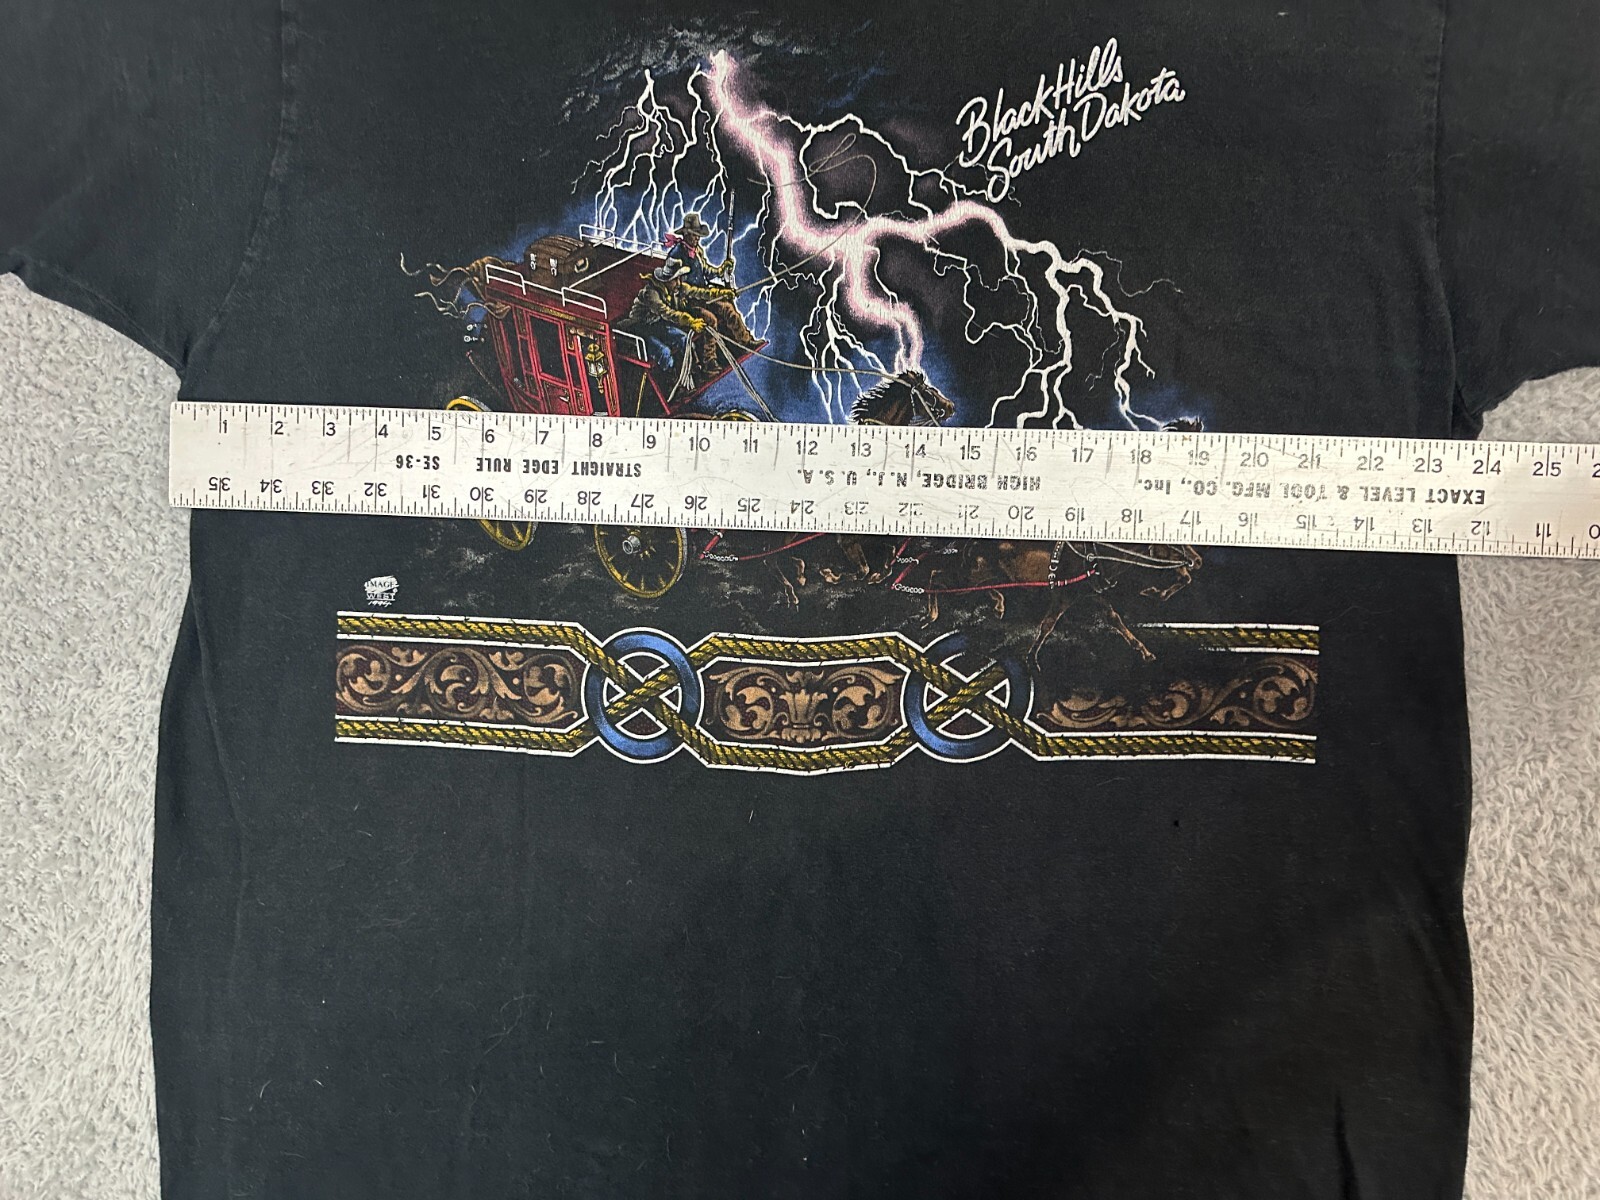 Black Hills
South Dakota
1 2 3 4 5 6 7 8 9 10 11 12 13 14 15 16 17 18 19 20 21 22 23 24 25 2
EXACT LEVEL & TOOL MFG. CO., Inc. HIGH BRIDGE, N.J., U.S.A STRAIGHT EDGE RULE SE-36
0 11 12 13 14 15 16 17 18 19 20 21 22 23 24 25 26 27 28 29 30 31 32 33 34 35
IMAGE
WEST